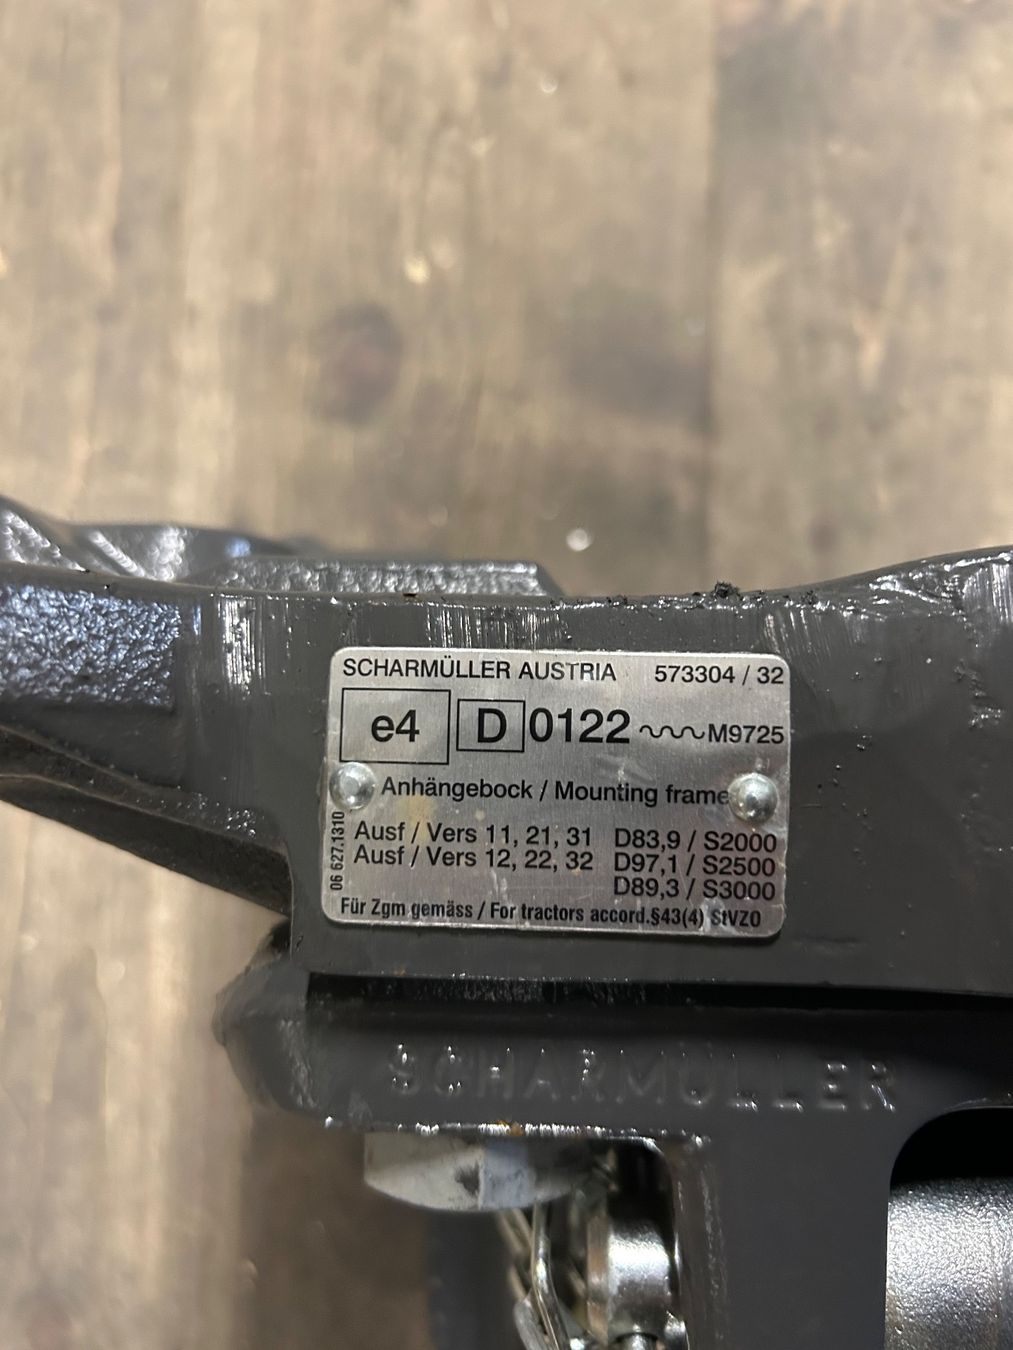 SCHARMÜLLER AUSTRIA 573304 / 32
e4 D 0122 M9725
Anhängebock / Mounting frame
06 627.1310
Ausf / Vers 11, 21, 31 D83,9 / S2000
Ausf / Vers 12, 22, 32 D97,1 / S2500
D89,3 / S3000
Für Zgm gemäss / For tractors accord.§43(4) StVZO
SCHARMÜLLER